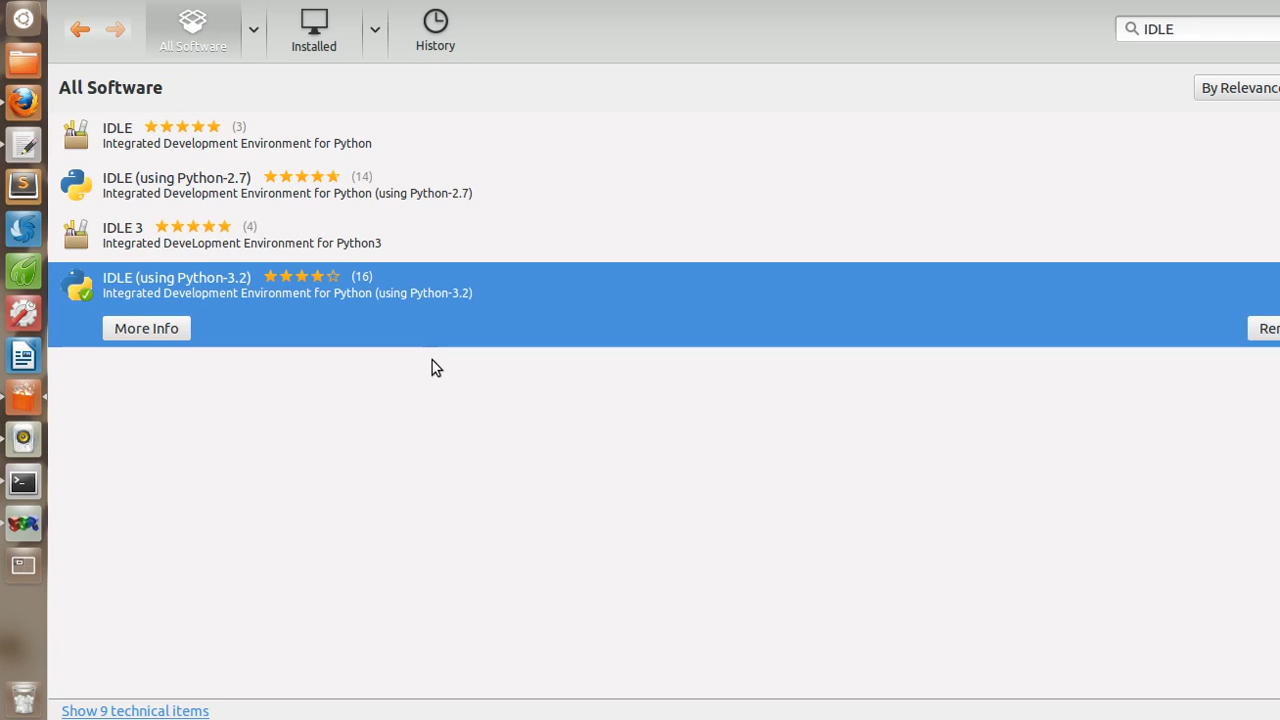 All Software
Installed
History
IDLE
All Software
By Relevance
IDLE (3)
Integrated Development Environment for Python
IDLE (using Python-2.7) (14)
Integrated Development Environment for Python (using Python-2.7)
IDLE 3 (4)
Integrated DeveLopment Environment for Python3
IDLE (using Python-3.2) (16)
Integrated Development Environment for Python (using Python-3.2)
More Info
Rem
Show 9 technical items